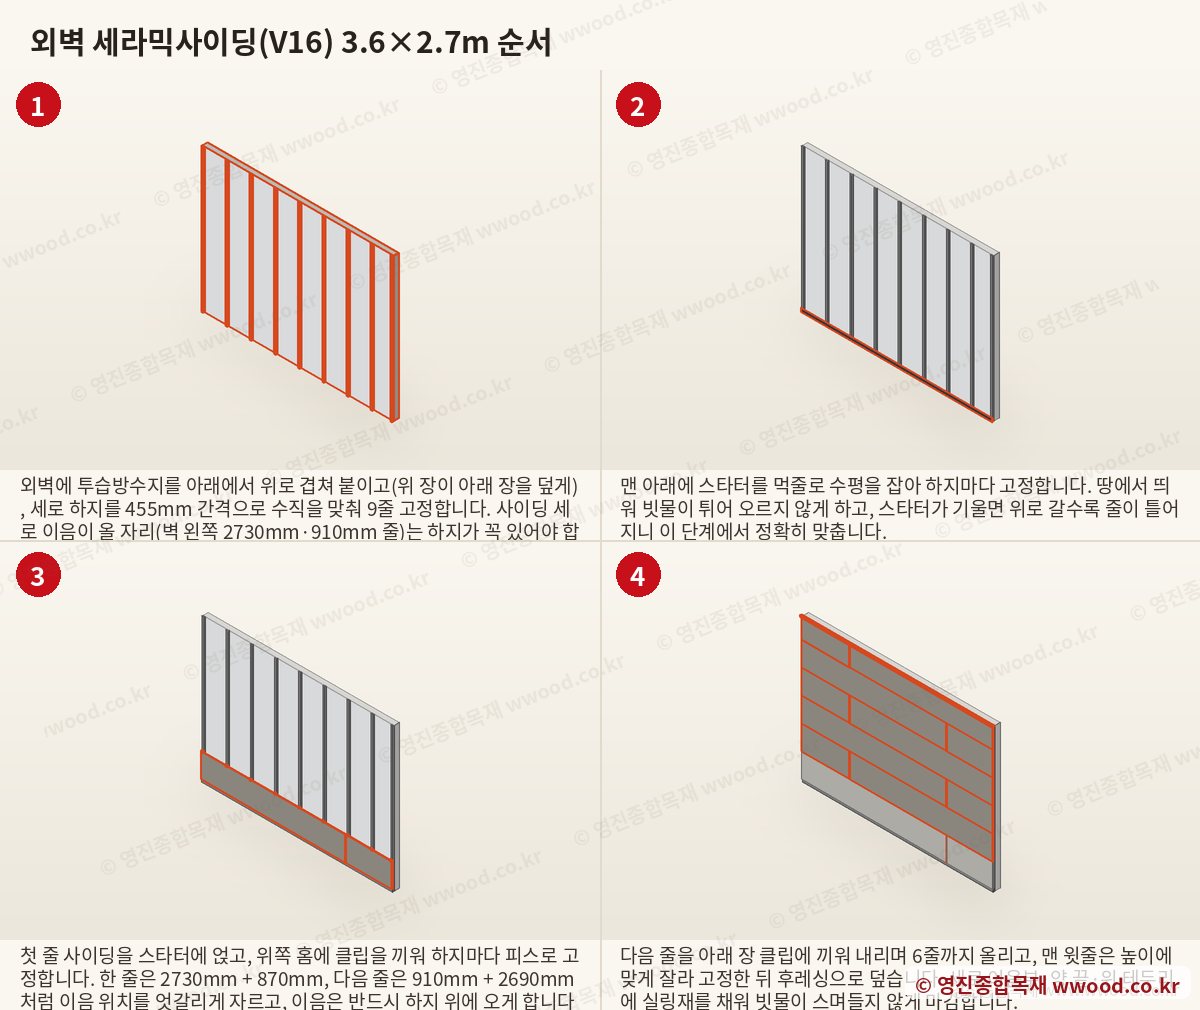 외벽 세라믹사이딩(V16) 3.6×2.7m 순서
1
외벽에 투습방수지를 아래에서 위로 겹쳐 붙이고(위 장이 아래 장을 덮게)
, 세로 하지를 455mm 간격으로 수직을 맞춰 9줄 고정합니다. 사이딩 세
로 이음이 올 자리(벽 왼쪽 2730mm·910mm 줄)는 하지가 꼭 있어야 합
2
맨 아래에 스타터를 먹줄로 수평을 잡아 하지마다 고정합니다. 땅에서 띄
워 빗물이 튀어 오르지 않게 하고, 스타터가 기울면 위로 갈수록 줄이 틀어
지니 이 단계에서 정확히 맞춥니다.
3
첫 줄 사이딩을 스타터에 얹고, 위쪽 홈에 클립을 끼워 하지마다 피스로 고
정합니다. 한 줄은 2730mm + 870mm, 다음 줄은 910mm + 2690mm
처럼 이음 위치를 엇갈리게 자르고, 이음은 반드시 하지 위에 오게 합니다
4
다음 줄을 아래 장 클립에 끼워 내리며 6줄까지 올리고, 맨 윗줄은 높이에
맞게 잘라 고정한 뒤 후레싱으로 덮습니다.
에 실링재를 채워 빗물이 스며들지 않게 마감합니다.
© 영진종합목재 wwood.co.kr